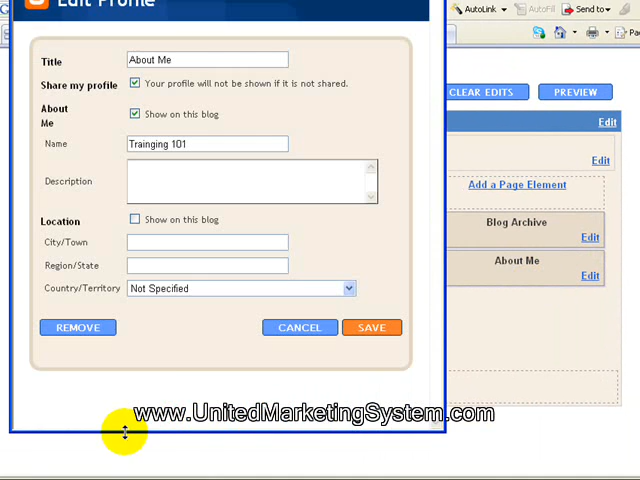 Edit Profile
AutoLink
AutoFill
Send to
CLEAR EDITS
PREVIEW
Title
About Me
Share my profile
Your profile will not be shown if it is not shared.
About
Me
Show on this blog
Name
Trainging 101
Description
Location
Show on this blog
City/Town
Region/State
Country/Territory
Not Specified
REMOVE
CANCEL
SAVE
Edit
Edit
Add a Page Element
Blog Archive
Edit
About Me
Edit
www.UnitedMarketingSystem.com